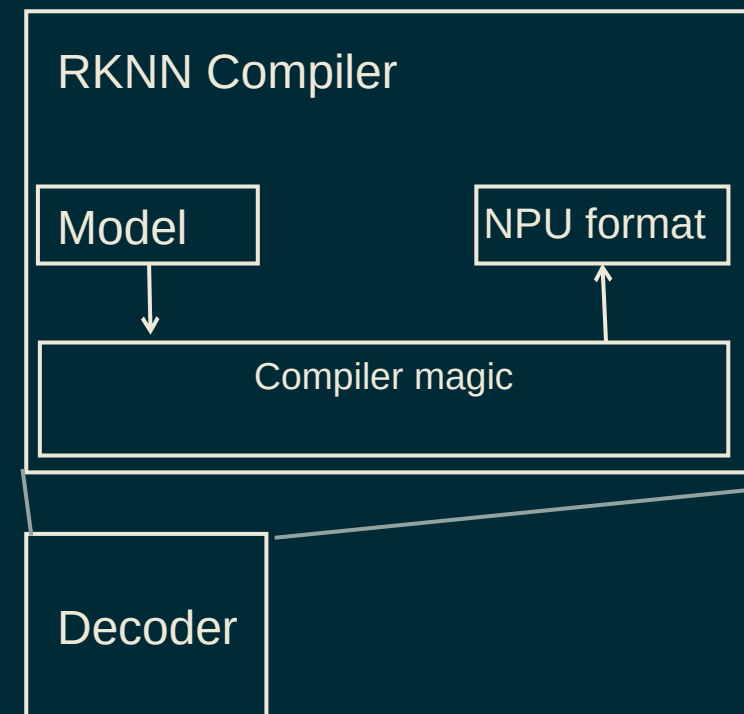 RKNN Compiler
Model
NPU format
Compiler magic
Decoder